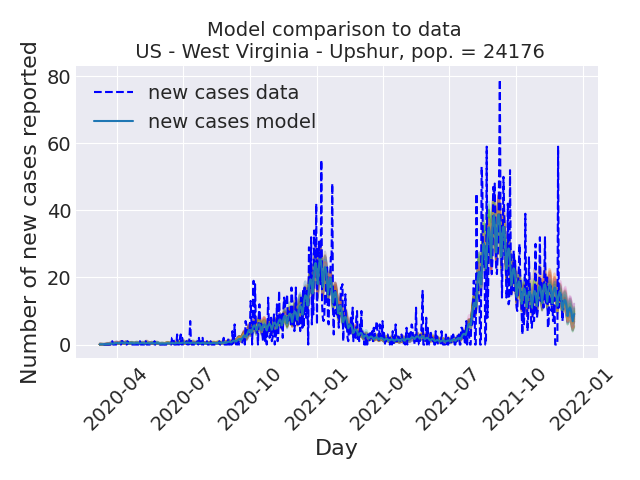 Model comparison to data
US - West Virginia - Upshur, pop. = 24176
Number of new cases reported
80
60
40
20
0
new cases data
new cases model
2020-04
2020-07
2020-10
2021-01
2021-04
2021-07
2021-10
2022-01
Day